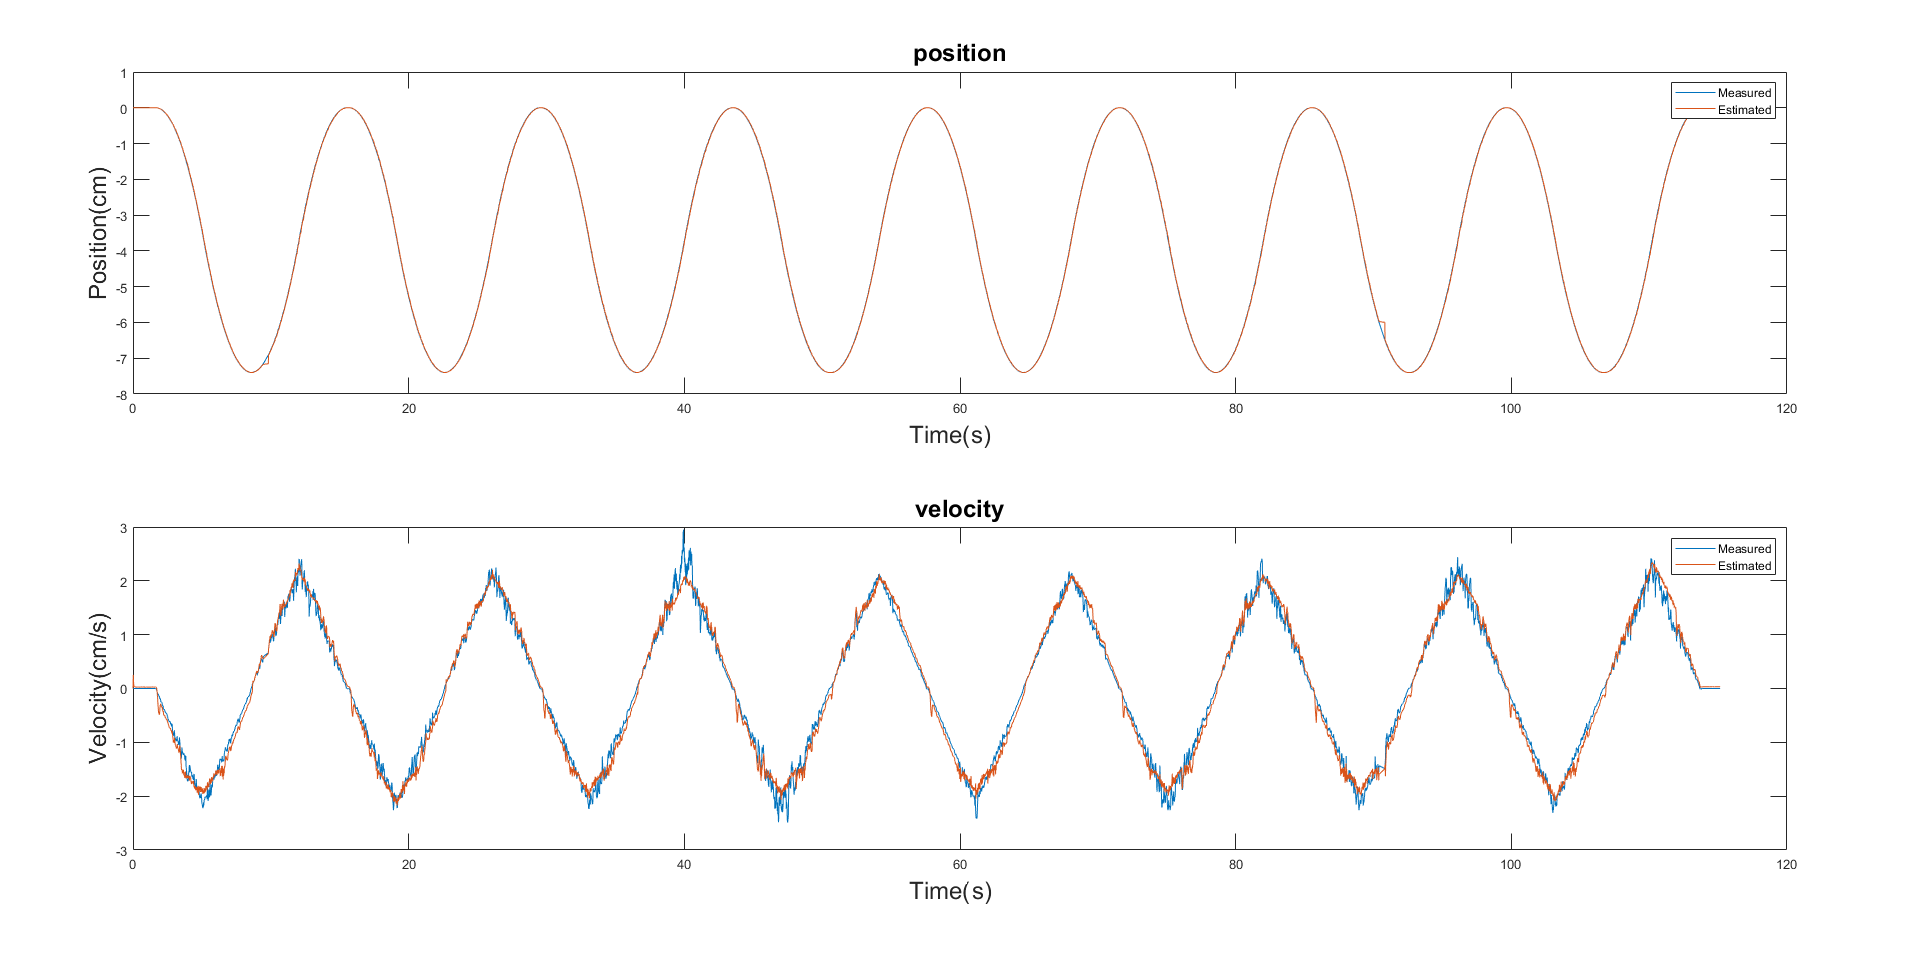 position
1
0
-1
-2
-3
-4
-5
-6
-7
-8
Position(cm)
Measured
Estimated
0 20 40 60 80 100 120
Time(s)
velocity
3
2
1
0
-1
-2
-3
Velocity(cm/s)
Measured
Estimated
0 20 40 60 80 100 120
Time(s)